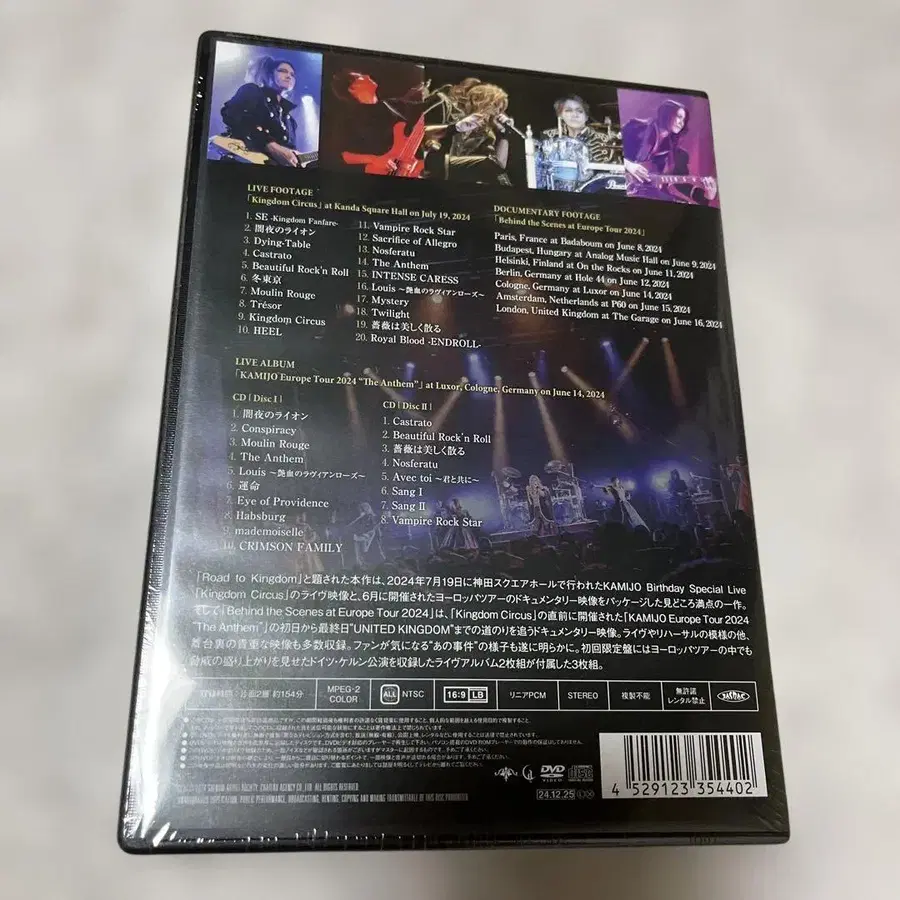 LIVE FOOTAGE
「Kingdom Circus」 at Kanda Square Hall on July 19, 2024
1. SE -Kingdom Fanfare-
2. 闇夜のライオン
3. Dying-Table
4. Castrato
5. Beautiful Rock'n Roll
6. 冬東京
7. Moulin Rouge
8. Trésor
9. Kingdom Circus
10. HEEL
11. Vampire Rock Star
12. Sacrifice of Allegro
13. Nosferatu
14. The Anthem
15. INTENSE CARESS
16. Louis ～艶血のラヴィアンローズ～
17. Mystery
18. Twilight
19. 薔薇は美しく散る
20. Royal Blood -ENDROLL-
DOCUMENTARY FOOTAGE
「Behind the Scenes at Europe Tour 2024」
Paris, France at Badaboum on June 8, 2024
Budapest, Hungary at Analog Music Hall on June 9, 2024
Helsinki, Finland at On the Rocks on June 11, 2024
Berlin, Germany at Hole 44 on June 12, 2024
Cologne, Germany at Luxor on June 14, 2024
Amsterdam, Netherlands at P60 on June 15, 2024
London, United Kingdom at The Garage on June 16, 2024
LIVE ALBUM
「KAMIJO Europe Tour 2024 "The Anthem"」 at Luxor, Cologne, Germany on June 14, 2024
CD [Disc I]
1. 闇夜のライオン
2. Conspiracy
3. Moulin Rouge
4. The Anthem
5. Louis ～艶血のラヴィアンローズ～
6. 運命
7. Eye of Providence
8. Habsburg
9. mademoiselle
10. CRIMSON FAMILY
CD [Disc II]
1. Castrato
2. Beautiful Rock'n Roll
3. 薔薇は美しく散る
4. Nosferatu
5. Avec toi ～君と共に～
6. Sang I
7. Sang II
8. Vampire Rock Star
「Road to Kingdom」と題された本作は、2024年7月19日に神田スクエアホールで行われたKAMIJO Birthday Special Live
「Kingdom Circus」のライヴ映像と、6月に開催されたヨーロッパツアーのドキュメンタリー映像をパッケージした見どころ満点の一作。
そして「Behind the Scenes at Europe Tour 2024」は、「Kingdom Circus」の直前に開催された「KAMIJO Europe Tour 2024
"The Anthem"」の初日から最終日"UNITED KINGDOM"までの道のりを追うドキュメンタリー映像。ライヴやリハーサルの模様の他、
舞台裏の貴重な映像も多数収録。ファンが気になる"あの事件"の様子も遂に明らかに。初回限定盤にはヨーロッパツアーの中でも
の盛り上がりを見せたドイツ・ケルン公演を収録したライヴアルバム2枚組が付属した3枚組。
収録時間：片面2層 約154分
MPEG-2
COLOR
ALL NTSC
16:9 LB
リニアPCM
STEREO
複製不能
無許諾
レンタル禁止
JASRAC
DVD
VIDEO
24.12.25
4 529123 354402